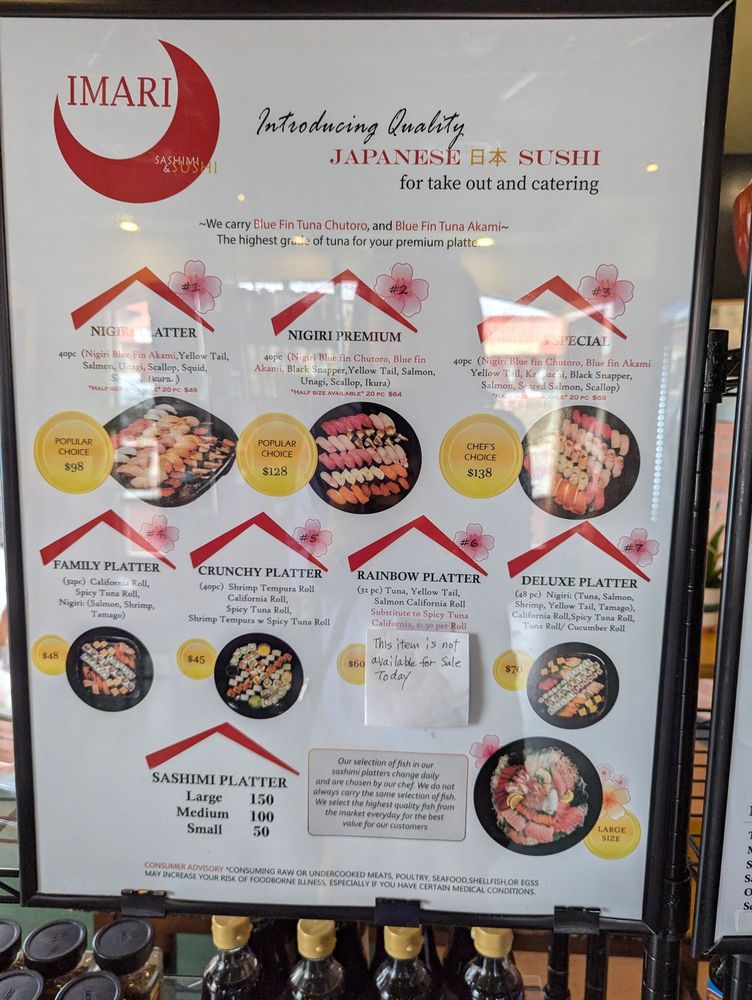 IMARI
SASHIMI
& SUSHI
Introducing Quality
JAPANESE 日本 SUSHI
for take out and catering
~We carry Blue Fin Tuna Chutoro, and Blue Fin Tuna Akami~
The highest grade of tuna for your premium platte
#1
NIGIRI LATTER
40pc (Nigiri Blue Fin Akami,Yellow Tail,
Salmon, Unagi, Scallop, Squid,
Ikura )
*HALF SIZE AVAILABLE* 20 PC $49
POPULAR
CHOICE
$98
#2
NIGIRI PREMIUM
40pc (Nigiri Blue fin Chutoro, Blue fin
Akami, Black Snapper,Yellow Tail, Salmon,
Unagi, Scallop, Ikura)
*HALF SIZE AVAILABLE* 20 PC $64
POPULAR
CHOICE
$128
#3
SPECIAL
40pc (Nigiri Blue fin Chutoro, Blue fin Akami
Yellow Tail, Black Snapper,
Salmon, Seared Salmon, Scallop)
*HALF SIZE AVAILABLE* 20 PC $69
CHEF'S
CHOICE
$138
#4
FAMILY PLATTER
(32pc) California Roll,
Spicy Tuna Roll,
Nigiri: (Salmon, Shrimp,
Tamago)
$48
#5
CRUNCHY PLATTER
(40pc) Shrimp Tempura Roll
California Roll,
Spicy Tuna Roll,
Shrimp Tempura w Spicy Tuna Roll
$45
#6
RAINBOW PLATTER
(32 pc) Tuna, Yellow Tail,
Salmon California Roll
Substitute to Spicy Tuna
California, $1.50 per Roll
$60
This item is not
available for Sale
Today
#7
DELUXE PLATTER
(48 pc) Nigiri: (Tuna, Salmon,
Shrimp, Yellow Tail, Tamago),
California Roll,Spicy Tuna Roll,
Tuna Roll/ Cucumber Roll
$70
SASHIMI PLATTER
Large 150
Medium 100
Small 50
Our selection of fish in our
sashimi platters change daily
and are chosen by our chef. We do not
always carry the same selection of fish.
We select the highest quality fish from
the market everyday for the best
value for our customers
LARGE
SIZE
CONSUMER ADVISORY *CONSUMING RAW OR UNDERCOOKED MEATS, POULTRY, SEAFOOD,SHELLFISH,OR EGSS
MAY INCREASE YOUR RISK OF FOODBORNE ILLNESS, ESPECIALLY IF YOU HAVE CERTAIN MEDICAL CONDITIONS.